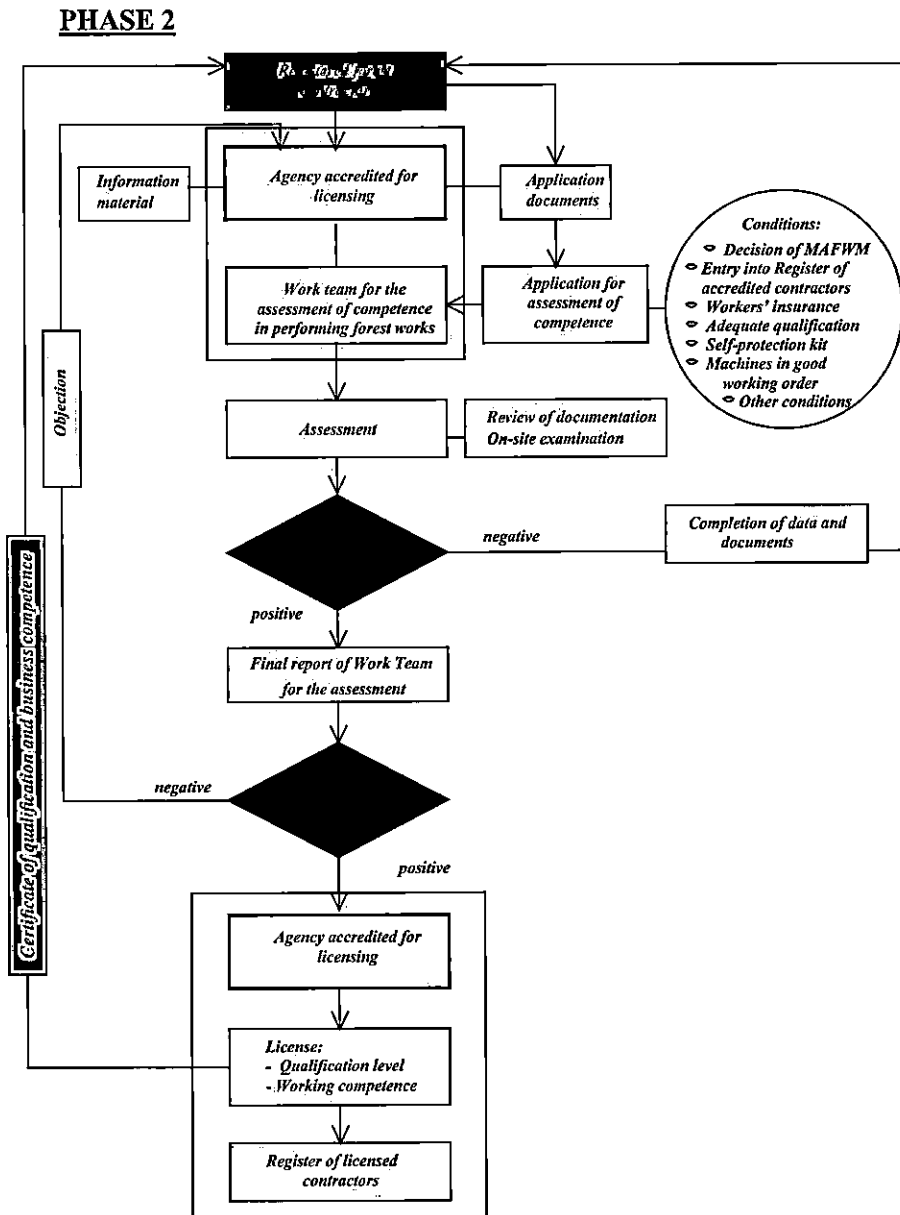 PHASE 2
Information
material
Agency accredited for
licensing
Application
documents
Work team for the
assessment of competence
in performing forest works
Application for
assessment of
competence
Conditions:
Decision of MAFWM
Entry into Register of
accredited contractors
Workers' insurance
Adequate qualification
Self-protection kit
Machines in good
working order
Other conditions
Objection
Assessment
Review of documentation
On-site examination
negative
Completion of data and
documents
positive
Final report of Work Team
for the assessment
negative
positive
Certificate of qualification and business competence
Agency accredited for
licensing
License:
- Qualification level
- Working competence
Register of licensed
contractors